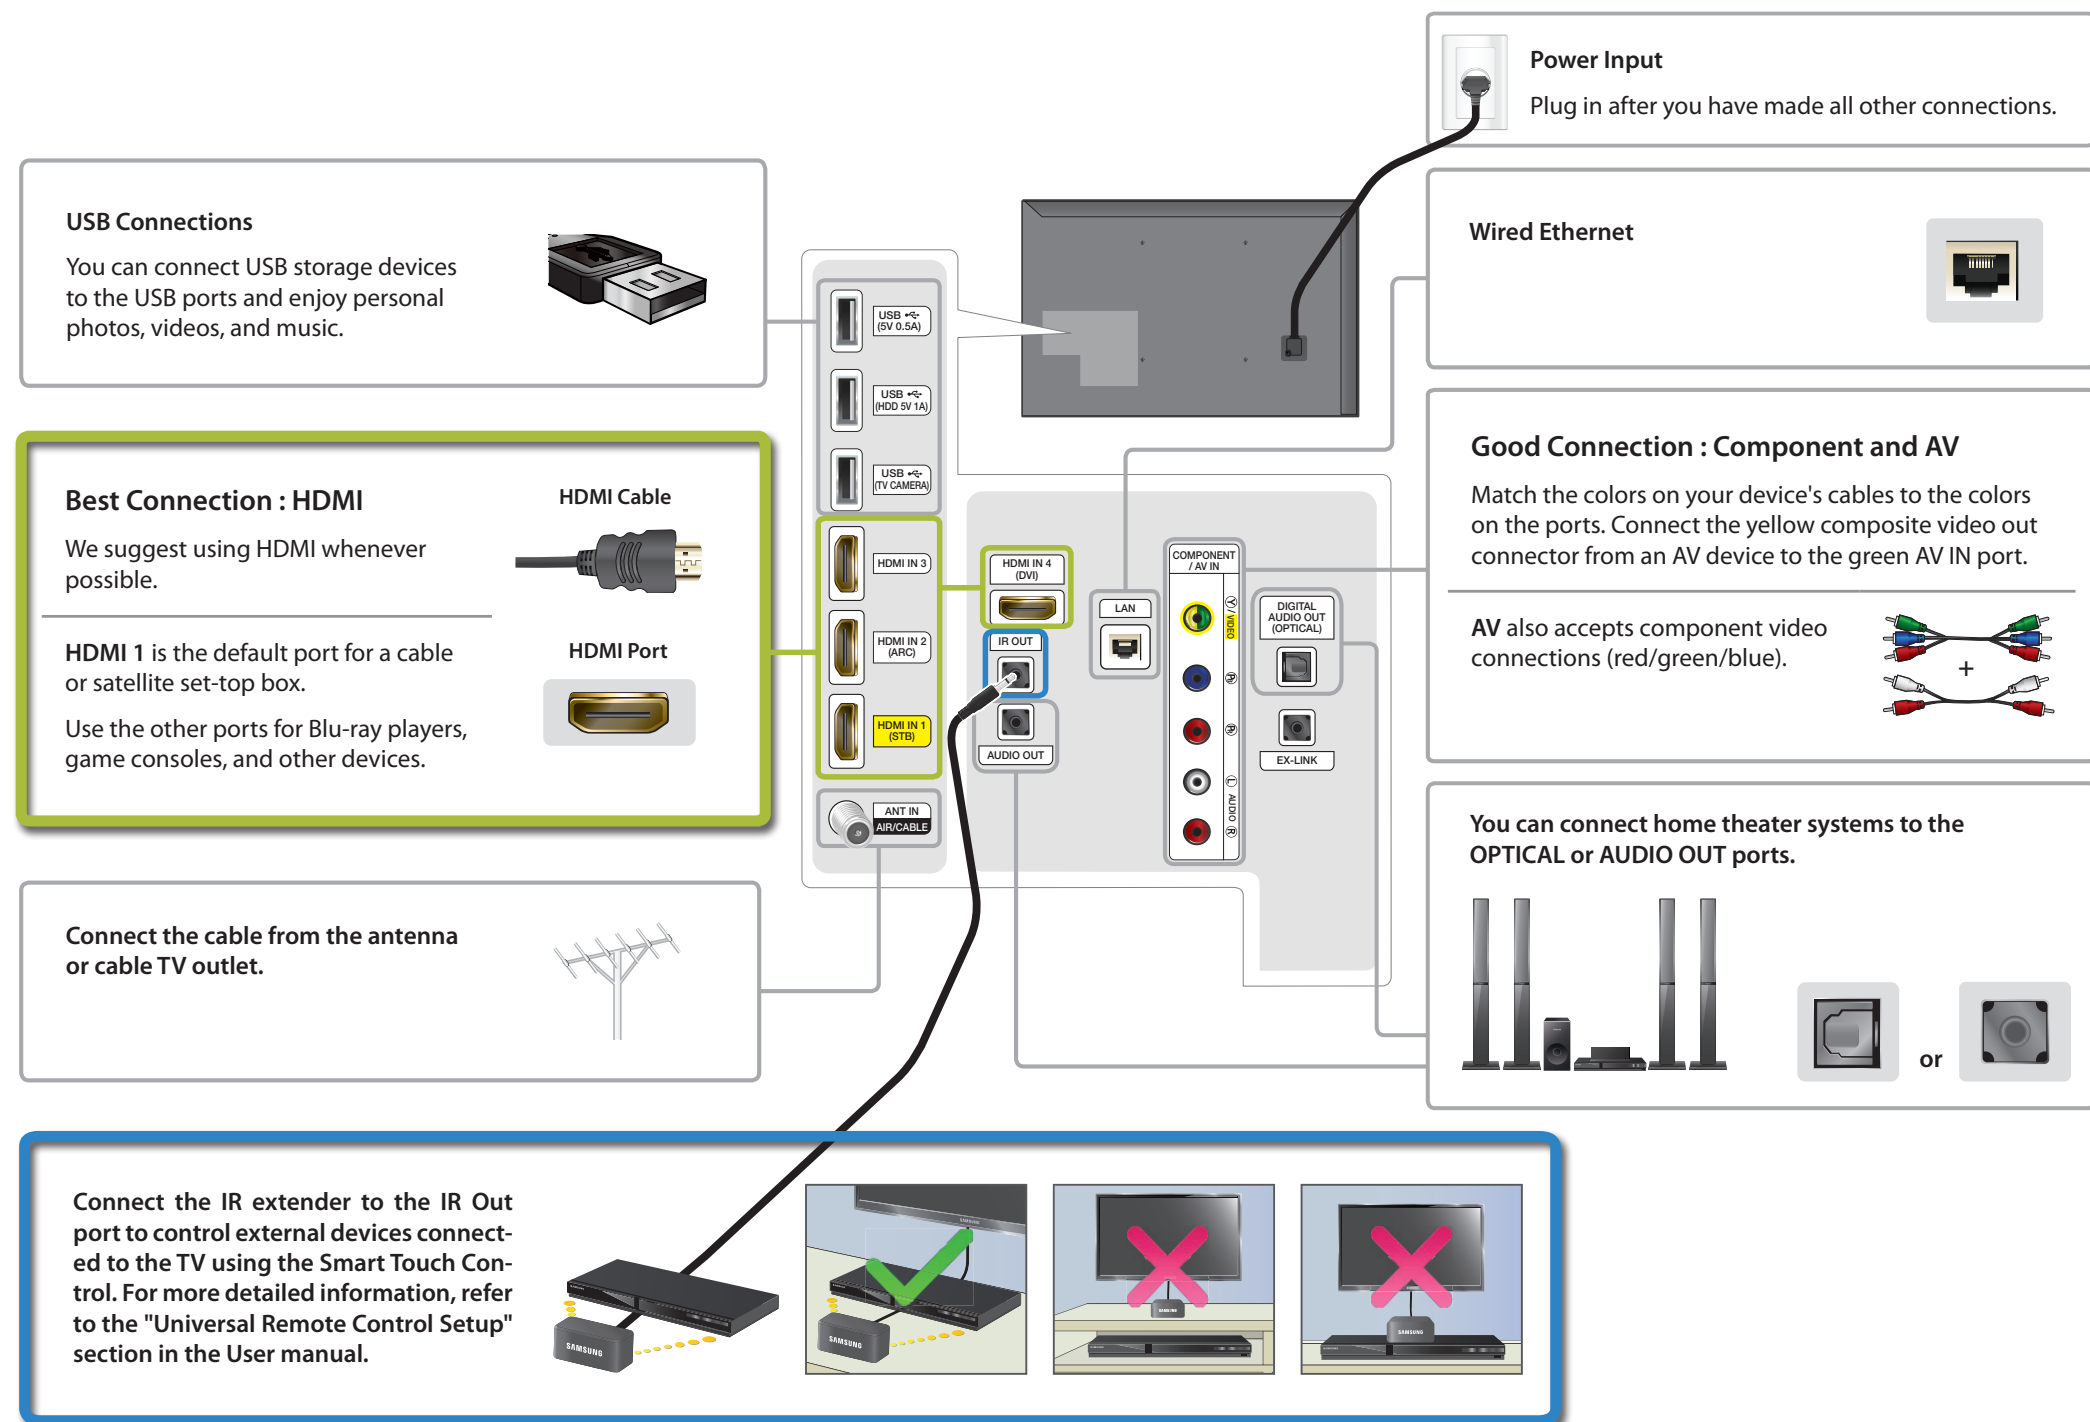 Power Input
Plug in after you have made all other connections.
USB Connections
You can connect USB storage devices
to the USB ports and enjoy personal
photos, videos, and music.
Wired Ethernet
USB
(5V 0.5A)
USB
(HDD 5V 1A)
USB
(TV CAMERA)
Best Connection : HDMI
We suggest using HDMI whenever
possible.
HDMI Cable
HDMI 1 is the default port for a cable
or satellite set-top box.
Use the other ports for Blu-ray players,
game consoles, and other devices.
HDMI Port
HDMI IN 3
HDMI IN 2
(ARC)
HDMI IN 1
(STB)
ANT IN
AIR/CABLE
HDMI IN 4
(DVI)
IR OUT
AUDIO OUT
LAN
COMPONENT
/ AV IN
Y / VIDEO
PB
PR
L AUDIO R
DIGITAL
AUDIO OUT
(OPTICAL)
EX-LINK
Good Connection : Component and AV
Match the colors on your device's cables to the colors
on the ports. Connect the yellow composite video out
connector from an AV device to the green AV IN port.
AV also accepts component video
connections (red/green/blue).
+
You can connect home theater systems to the
OPTICAL or AUDIO OUT ports.
or
Connect the cable from the antenna
or cable TV outlet.
Connect the IR extender to the IR Out
port to control external devices connect-
ed to the TV using the Smart Touch Con-
trol. For more detailed information, refer
to the "Universal Remote Control Setup"
section in the User manual.
SAMSUNG
SAMSUNG
SAMSUNG
SAMSUNG
SAMSUNG